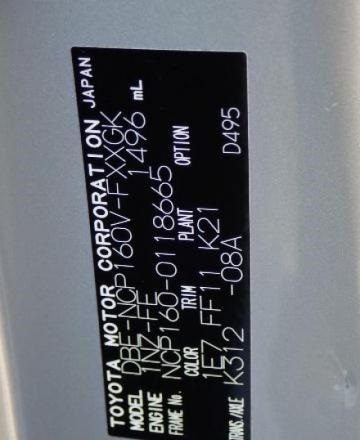 TOYOTA MOTOR CORPORATION JAPAN
MODEL DBE-NCP160V-FXXGK
ENGINE 1NZ-FE 1496 mL
FRAME No. NCP160-0118665
COLOR TRIM PLANT OPTION
1E7 FF11 K21
TRANS./AXLE K312 -08A D495